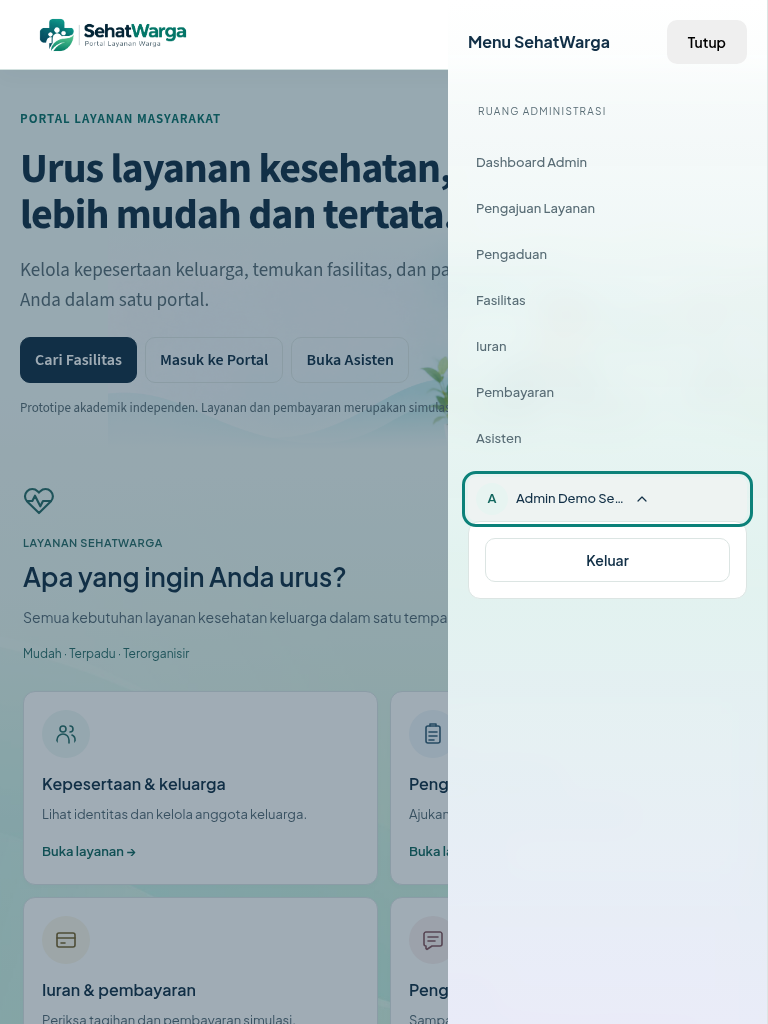 SehatWarga
Portal Layanan Warga
PORTAL LAYANAN MASYARAKAT
Urus layanan kesehatan,
lebih mudah dan tertata.
Kelola kepesertaan keluarga, temukan fasilitas, dan pa
Anda dalam satu portal.
Cari Fasilitas
Masuk ke Portal
Buka Asisten
Prototipe akademik independen. Layanan dan pembayaran merupakan simulas
LAYANAN SEHATWARGA
Apa yang ingin Anda urus?
Semua kebutuhan layanan kesehatan keluarga dalam satu tempa
Mudah · Terpadu · Terorganisir
Kepesertaan & keluarga
Lihat identitas dan kelola anggota keluarga.
Buka layanan →
Peng
Ajukan
Buka la
Iuran & pembayaran
Periksa tagihan dan pembayaran simulasi.
Peng
Sampa
Menu SehatWarga
Tutup
RUANG ADMINISTRASI
Dashboard Admin
Pengajuan Layanan
Pengaduan
Fasilitas
Iuran
Pembayaran
Asisten
A
Admin Demo Se...
Keluar